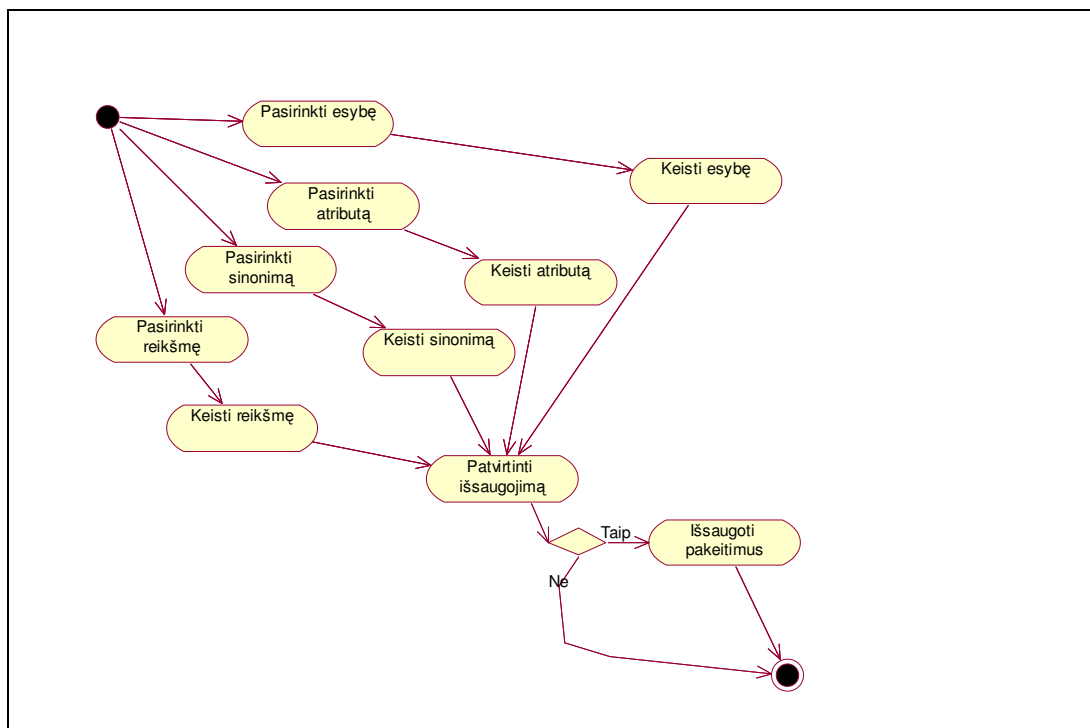 Pasirinkti esybę
Keisti esybę
Pasirinkti
atributą
Pasirinkti
sinonimą
Keisti atributą
Pasirinkti
reikšmę
Keisti sinonimą
Keisti reikšmę
Patvirtinti
išsaugojimą
Taip
Išsaugoti
pakeitimus
Ne